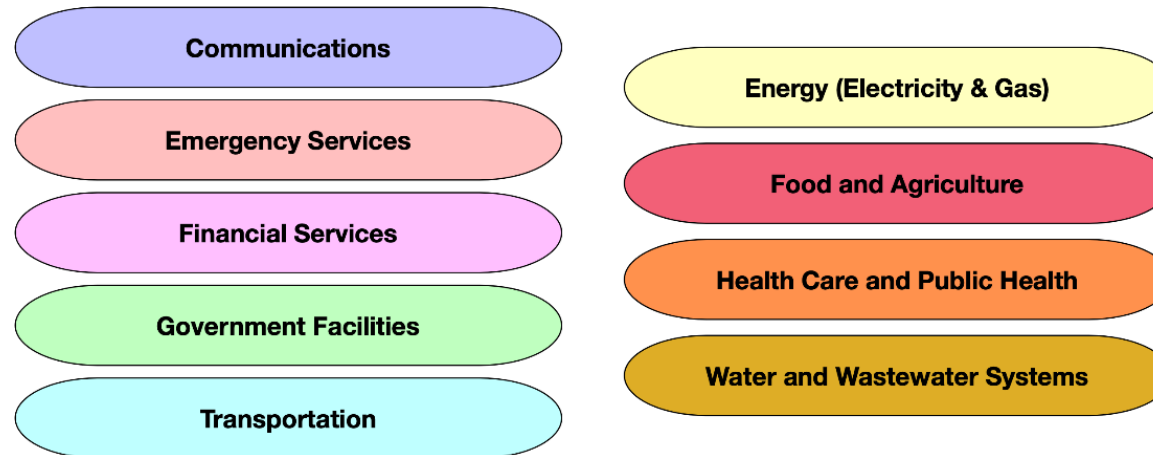 Communications
Emergency Services
Financial Services
Government Facilities
Transportation
Energy (Electricity & Gas)
Food and Agriculture
Health Care and Public Health
Water and Wastewater Systems